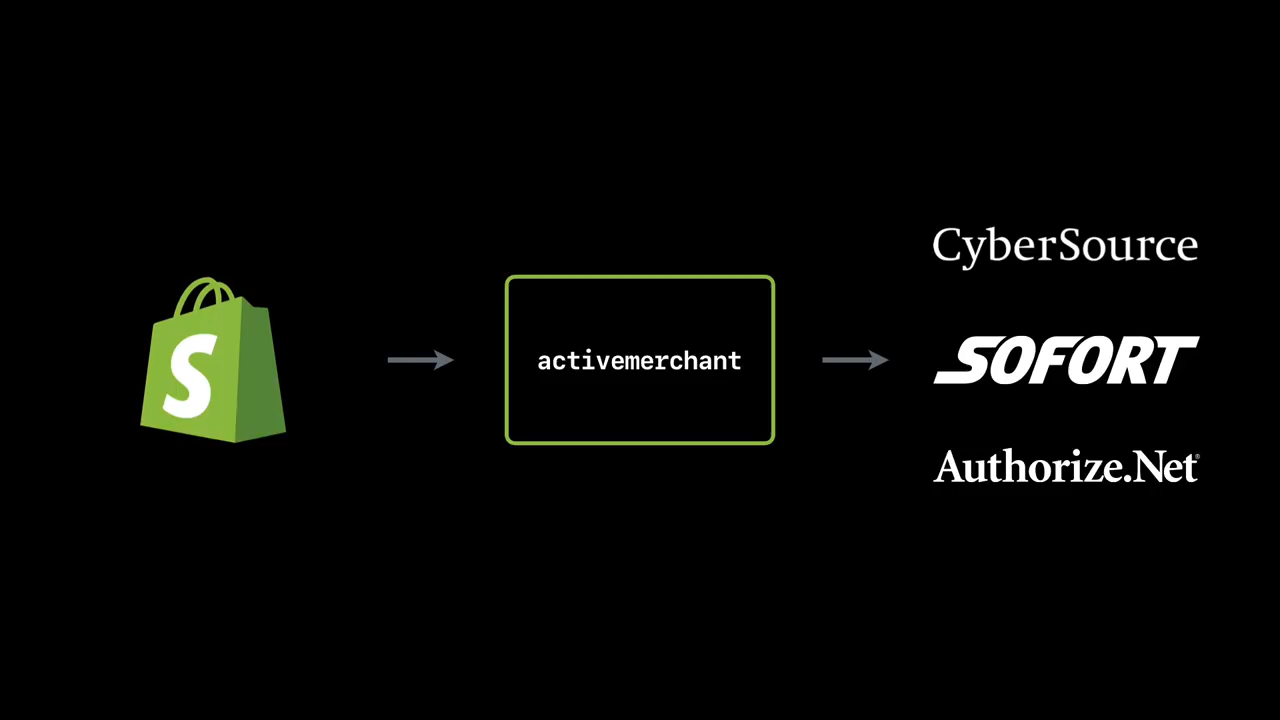 S
activemerchant
CyberSource
SOFORT
Authorize.Net®